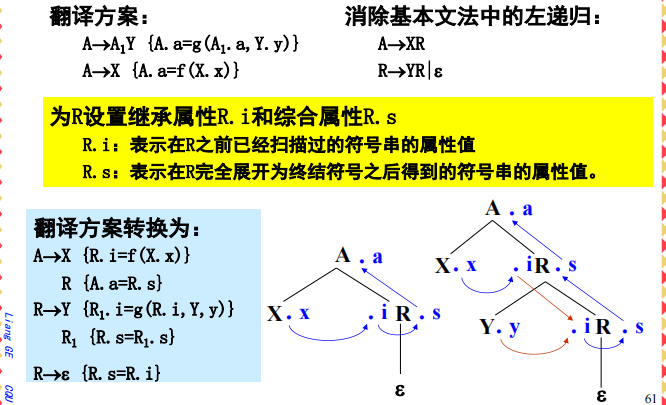 翻译方案：
A→A₁Y {A.a=g(A₁.a,Y.y)}
A→X {A.a=f(X.x)}
消除基本文法中的左递归：
A→XR
R→YR|ε
为R设置继承属性R.i和综合属性R.s
R.i：表示在R之前已经扫描过的符号串的属性值
R.s：表示在R完全展开为终结符号之后得到的符号串的属性值。
翻译方案转换为：
A→X {R.i=f(X.x)}
R {A.a=R.s}
R→Y {R₁.i=g(R.i,Y,y)}
R₁ {R.s=R₁.s}
R→ε {R.s=R.i}
A . a
X . x . i R . s
ε
A . a
X . x . i R . s
Y . y . i R . s
ε
Liang GE CQU
61